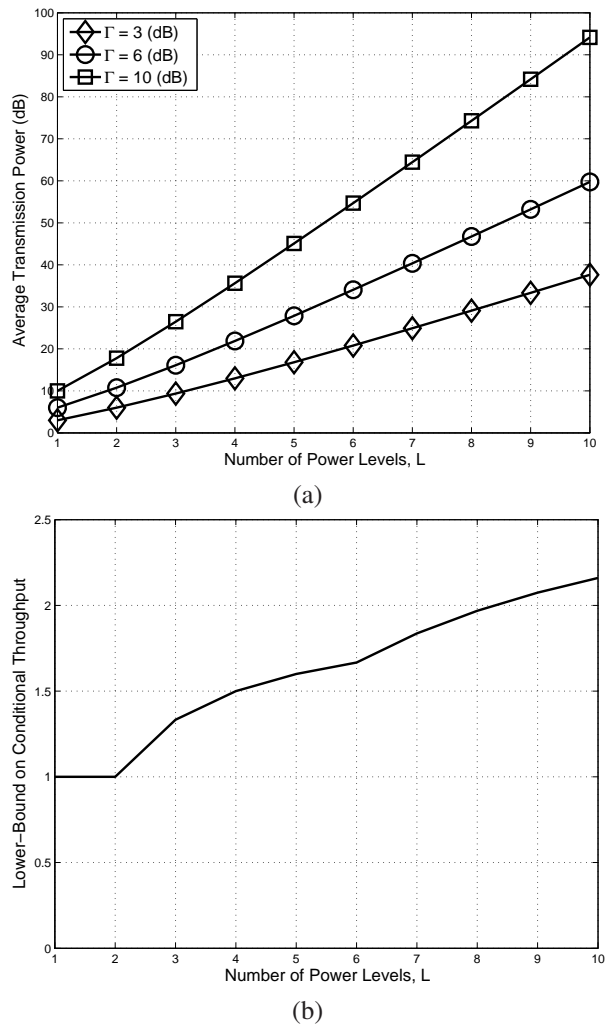 Γ = 3 (dB)
Γ = 6 (dB)
Γ = 10 (dB)
Average Transmission Power (dB)
100
90
80
70
60
50
40
30
20
10
0
1 2 3 4 5 6 7 8 9 10
Number of Power Levels, L
(a)
Lower−Bound on Conditional Throughput
2.5
2
1.5
1
0.5
0
1 2 3 4 5 6 7 8 9 10
Number of Power Levels, L
(b)